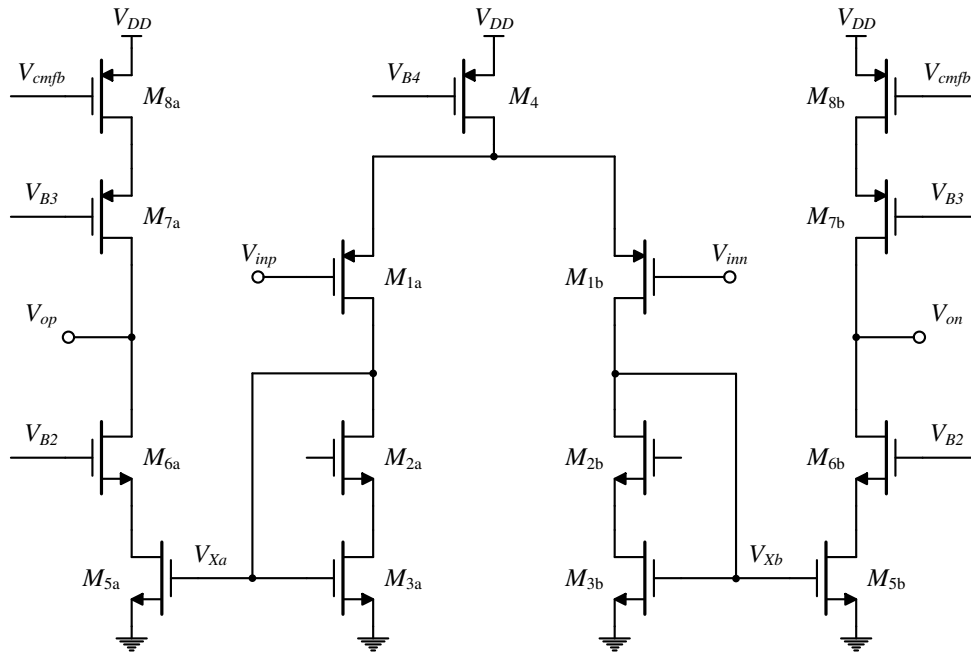 V_DD V_DD V_DD
V_cmfb M_8a V_B4 M_4 M_8b V_cmfb
V_B3 M_7a M_7b V_B3
V_inp M_1a M_1b V_inn
V_op V_on
V_B2 M_6a M_2a M_2b M_6b V_B2
M_5a V_Xa M_3a M_3b V_Xb M_5b